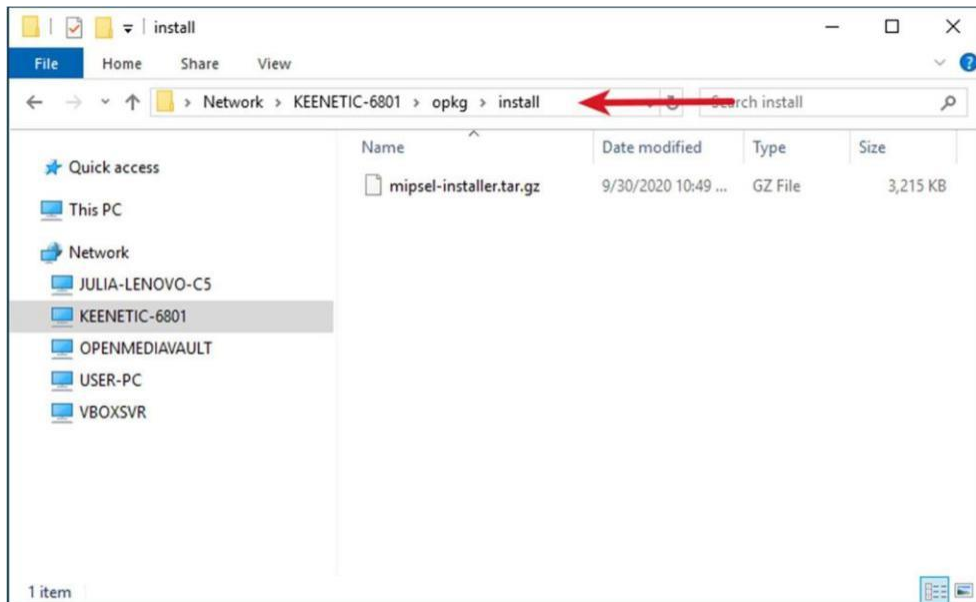 install
File Home Share View
Network > KEENETIC-6801 > opkg > install
Search install
Name Date modified Type Size
mipsel-installer.tar.gz 9/30/2020 10:49 ... GZ File 3,215 KB
Quick access
This PC
Network
JULIA-LENOVO-C5
KEENETIC-6801
OPENMEDIAVAULT
USER-PC
VBOXSVR
1 item